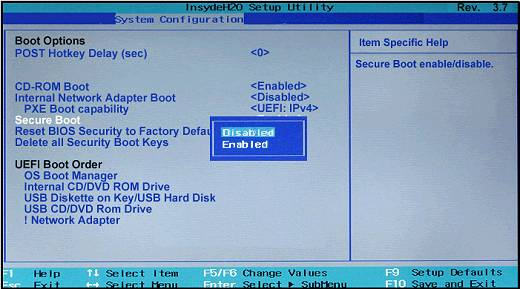 InsydeH20 Setup Utility Rev. 3.7
System Configuration
Boot Options
POST Hotkey Delay (sec) <0>
CD-ROM Boot <Enabled>
Internal Network Adapter Boot <Disabled>
PXE Boot capability <UEFI: IPv4>
Secure Boot
Reset BIOS Security to Factory Defau
Delete all Security Boot Keys
Disabled
Enabled
UEFI Boot Order
OS Boot Manager
Internal CD/DVD ROM Drive
USB Diskette on Key/USB Hard Disk
USB CD/DVD Rom Drive
! Network Adapter
Item Specific Help
Secure Boot enable/disable.
F1 Help ↑↓ Select Item F5/F6 Change Values F9 Setup Defaults
Esc Exit ←→ Select Menu Enter Select ▶ SubMenu F10 Save and Exit